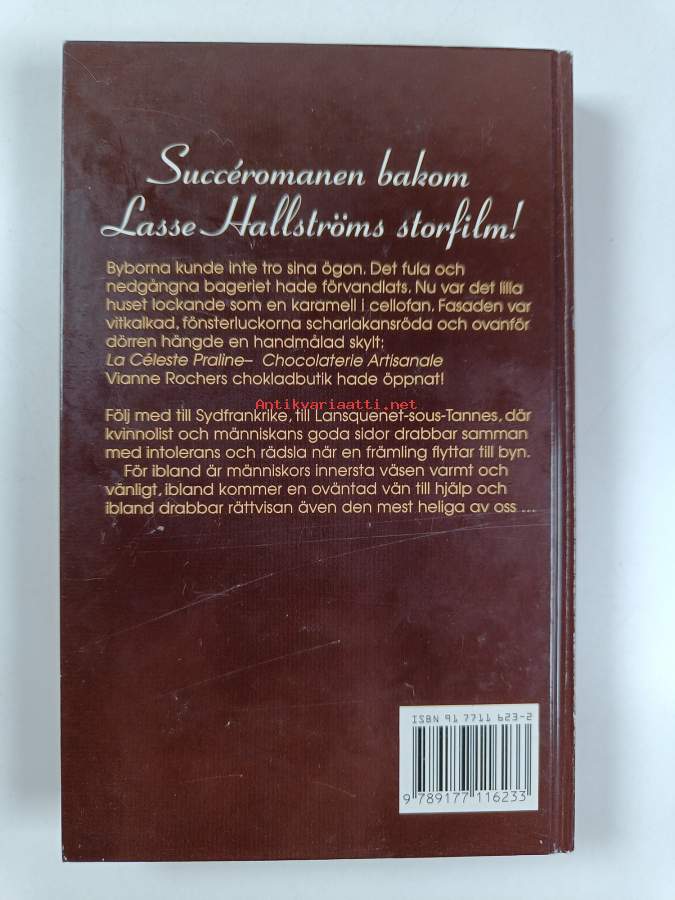 Succéromanen bakom
Lasse Hallströms storfilm!
Byborna kunde inte tro sina ögon. Det fula och
nedgångna bageriet hade förvandlats. Nu var det lilla
huset lockande som en karamell i cellofan. Fasaden var
vitkalkad, fönsterluckorna scharlakansröda och ovanför
dörren hängde en handmålad skylt:
La Céleste Praline– Chocolaterie Artisanale
Vianne Rochers chokladbutik hade öppnat!
Antikvariaatti.net
Följ med till Sydfrankrike, till Lansquenet-sous-Tannes, där
kvinnolist och människans goda sidor drabbar samman
med intolerans och rädsla när en främling flyttar till byn.
För ibland är människors innersta väsen varmt och
vänligt, ibland kommer en oväntad vän till hjälp och
ibland drabbar rättvisan även den mest heliga av oss ...
ISBN 91 7711 623-2
9 789177 116233